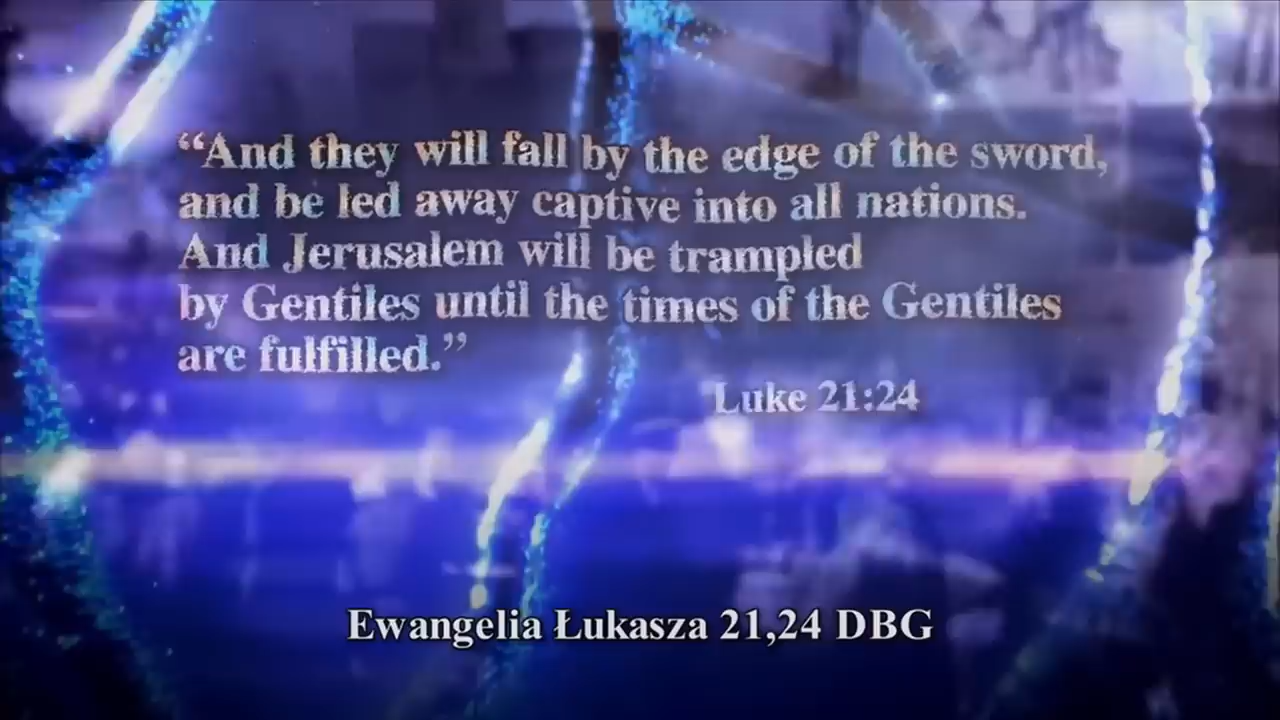 “And they will fall by the edge of the sword,
and be led away captive into all nations.
And Jerusalem will be trampled
by Gentiles until the times of the Gentiles
are fulfilled.”
Luke 21:24
Ewangelia Łukasza 21,24 DBG